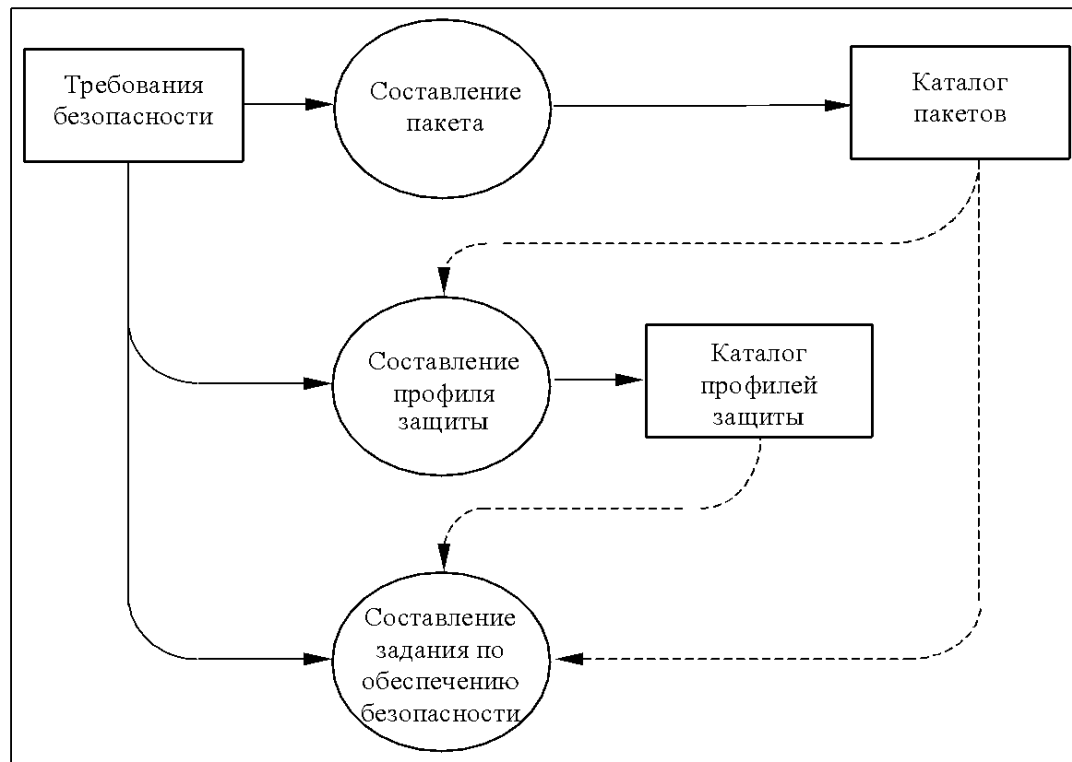 Требования
безопасности
Составление
пакета
Каталог
пакетов
Составление
профиля
защиты
Каталог
профилей
защиты
Составление
задания по
обеспечению
безопасности